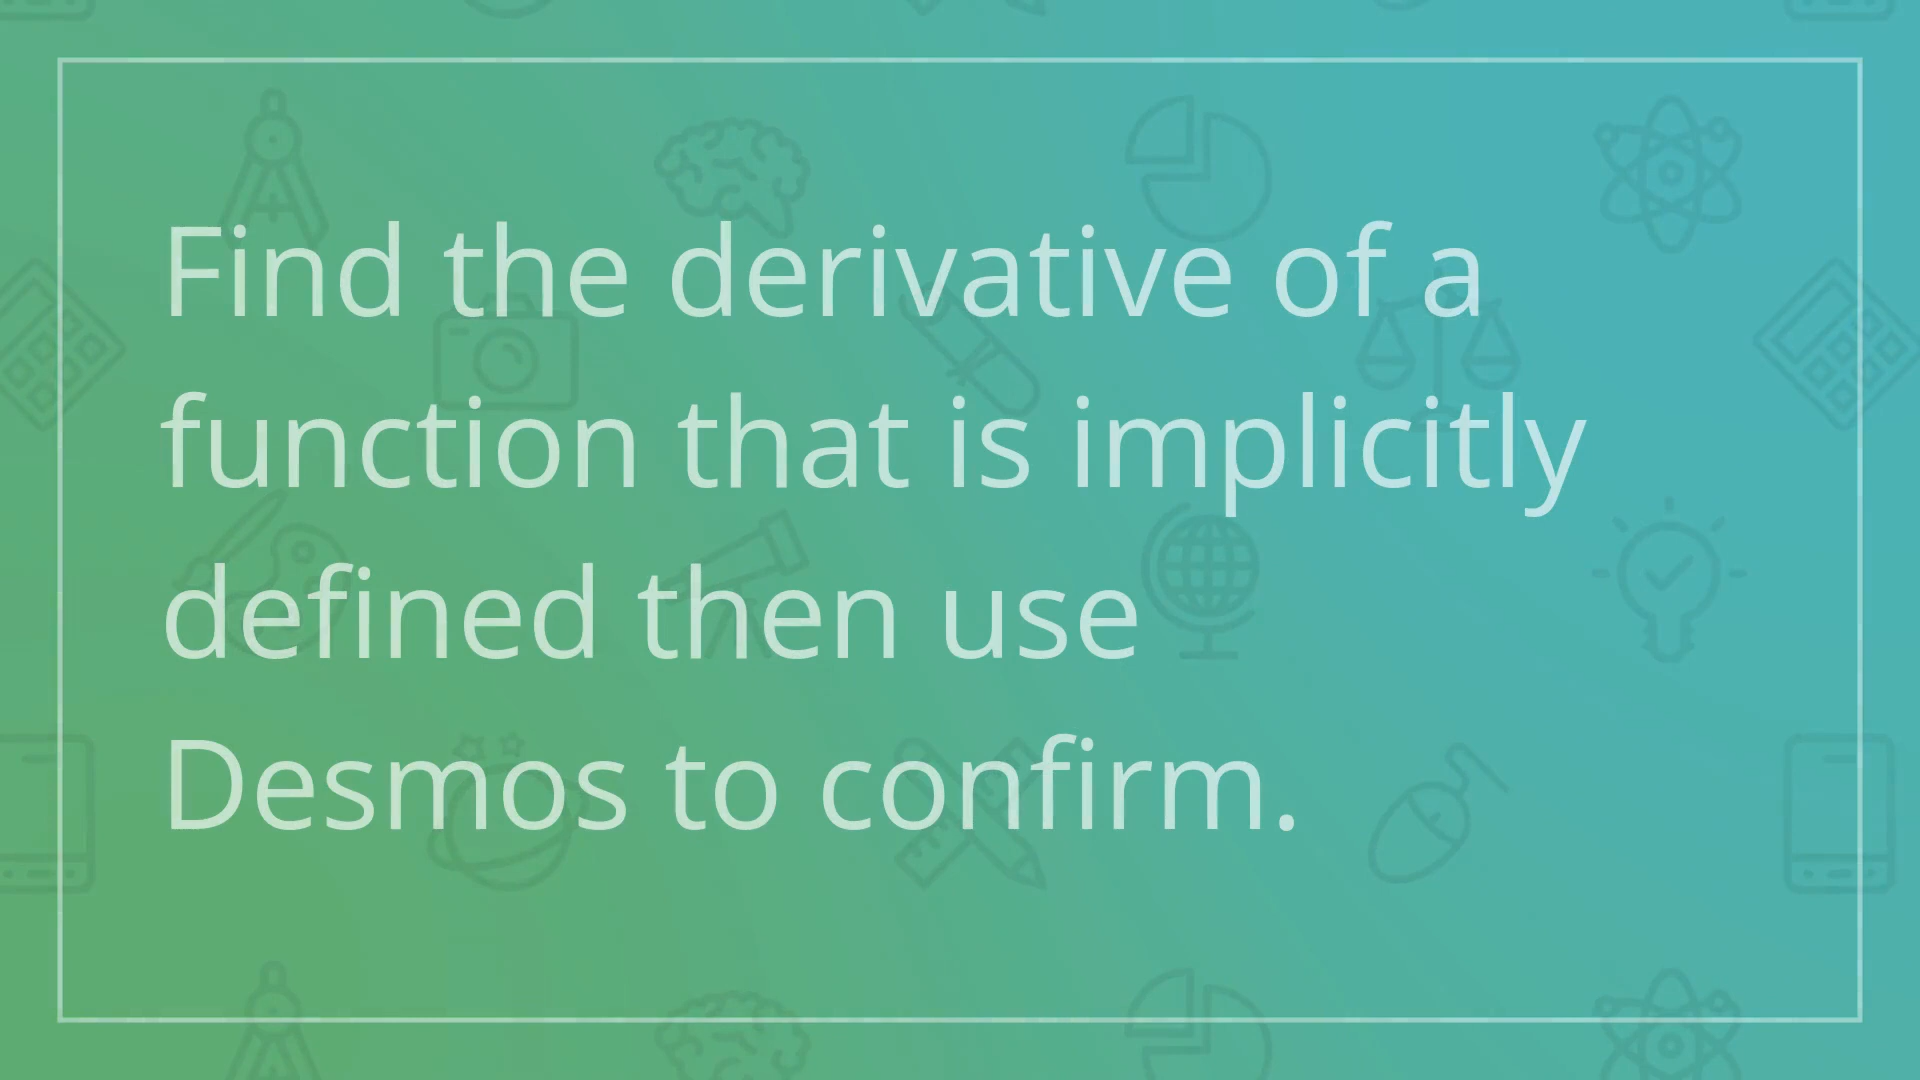 Find the derivative of a
function that is implicitly
defined then use
Desmos to confirm.